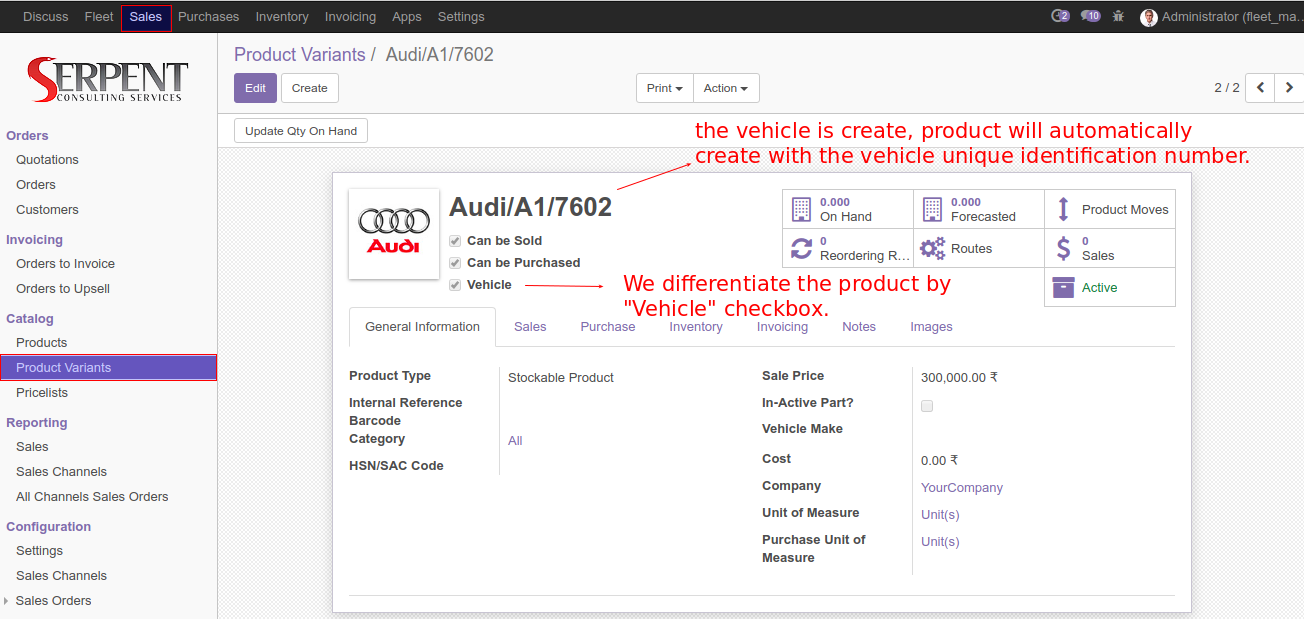 Discuss Fleet Sales Purchases Inventory Invoicing Apps Settings 2 10 Administrator (fleet_ma...
SERPENT
CONSULTING SERVICES
Orders
Quotations
Orders
Customers
Invoicing
Orders to Invoice
Orders to Upsell
Catalog
Products
Product Variants
Pricelists
Reporting
Sales
Sales Channels
All Channels Sales Orders
Configuration
Settings
Sales Channels
Sales Orders
Product Variants / Audi/A1/7602
Edit Create Print Action 2 / 2
Update Qty On Hand
the vehicle is create, product will automatically
create with the vehicle unique identification number.
Audi
Audi/A1/7602
Can be Sold
Can be Purchased
Vehicle
We differentiate the product by
"Vehicle" checkbox.
0.000
On Hand
0.000
Forecasted
Product Moves
0
Reordering R...
Routes
0
Sales
Active
General Information Sales Purchase Inventory Invoicing Notes Images
Product Type Stockable Product
Internal Reference
Barcode
Category All
HSN/SAC Code
Sale Price 300,000.00 ₹
In-Active Part?
Vehicle Make
Cost 0.00 ₹
Company YourCompany
Unit of Measure Unit(s)
Purchase Unit of
Measure Unit(s)